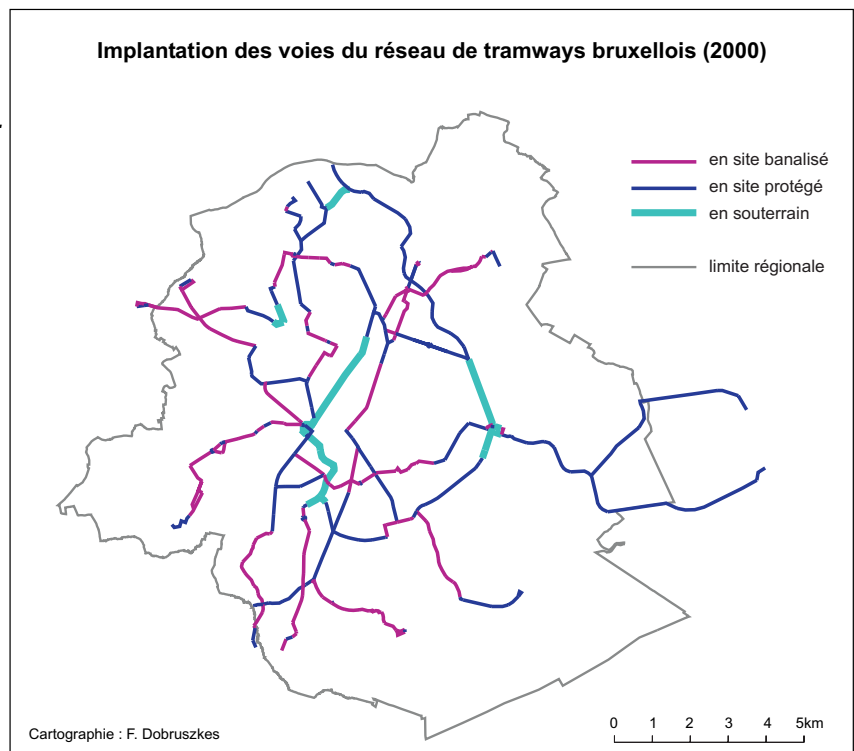 Implantation des voies du réseau de tramways bruxellois (2000)
en site banalisé
en site protégé
en souterrain
limite régionale
Cartographie : F. Dobruszkes
0 1 2 3 4 5km